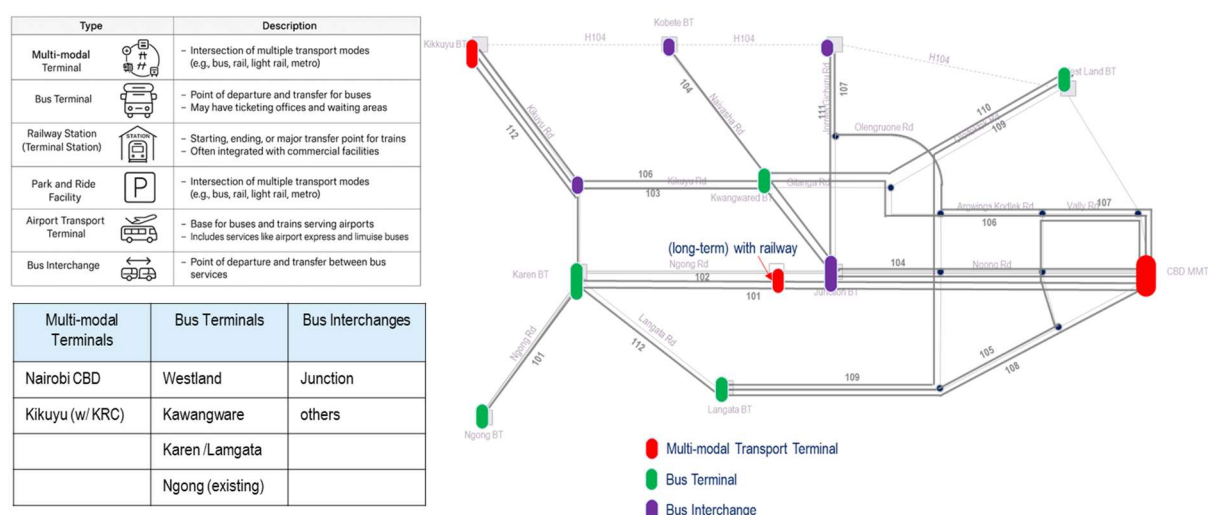 Type Description
Multi-modal
Terminal
– Intersection of multiple transport modes
(e.g., bus, rail, light rail, metro)
Bus Terminal
– Point of departure and transfer for buses
– May have ticketing offices and waiting areas
Railway Station
(Terminal Station)
STATION
– Starting, ending, or major transfer point for trains
– Often integrated with commercial facilities
Park and Ride
Facility
P
– Intersection of multiple transport modes
(e.g., bus, rail, light rail, metro)
Airport Transport
Terminal
– Base for buses and trains serving airports
– Includes services like airport express and limuise buses
Bus Interchange
– Point of departure and transfer between bus
services
Multi-modal
Terminals
Bus Terminals
Bus Interchanges
Nairobi CBD Westland Junction
Kikuyu (w/ KRC) Kawangware others
Karen /Lamgata
Ngong (existing)
Kobete BT
Kikkuyu BT
H104
H104
H104
Land BT
104
Naivasha Rd
111
107
110
109
Olengruone Rd
Kikuyu Rd
112
106
Kikuyu Rd
103
Gitanga Rd
Kwangwared BT
Argwings Kodlek Rd
106
Vally Rd
107
(long-term) with railway
Karen BT
Ngong Rd
102
101
Junction BT
104
Ngong Rd
CBD MMT
Ngong Rd
101
Langata Rd
112
109
105
108
Langata BT
Ngong BT
Multi-modal Transport Terminal
Bus Terminal
Bus Interchange